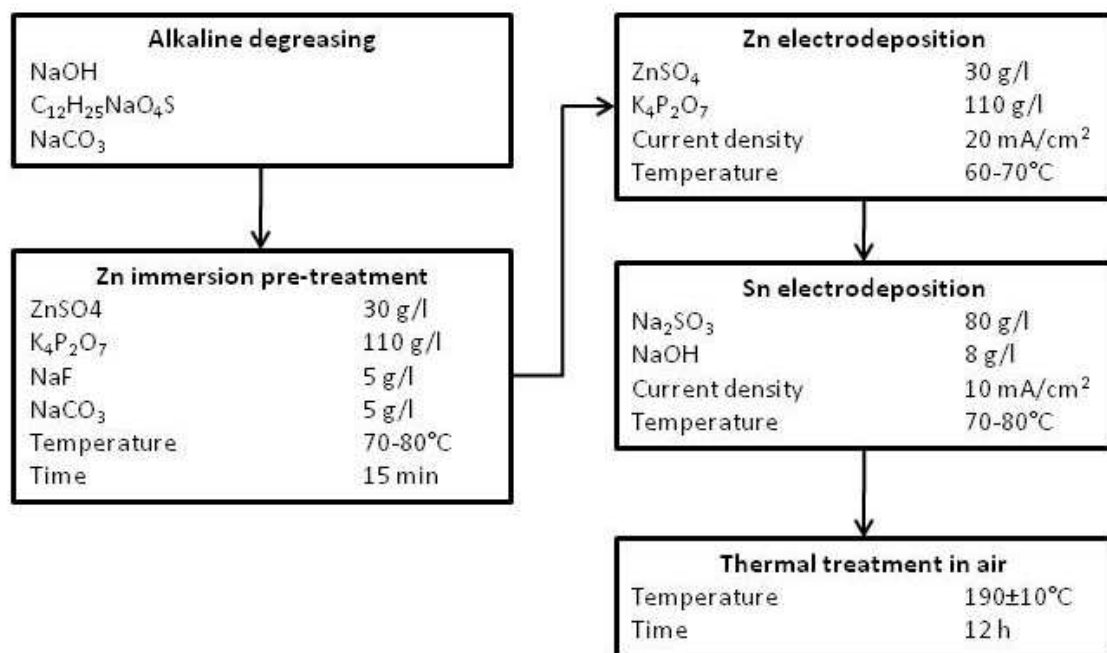 Alkaline degreasing
NaOH
C₁₂H₂₅NaO₄S
NaCO₃
Zn immersion pre-treatment
ZnSO4 30 g/l
K₄P₂O₇ 110 g/l
NaF 5 g/l
NaCO₃ 5 g/l
Temperature 70-80°C
Time 15 min
Zn electrodeposition
ZnSO₄ 30 g/l
K₄P₂O₇ 110 g/l
Current density 20 mA/cm²
Temperature 60-70°C
Sn electrodeposition
Na₂SO₃ 80 g/l
NaOH 8 g/l
Current density 10 mA/cm²
Temperature 70-80°C
Thermal treatment in air
Temperature 190±10°C
Time 12 h